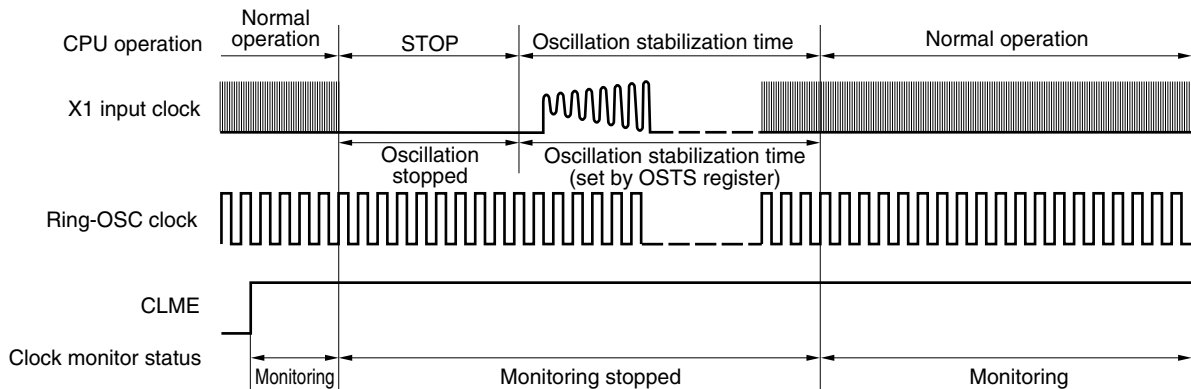 Normal
operation
CPU operation
STOP
Oscillation stabilization time
Normal operation
X1 input clock
Oscillation
stopped
Oscillation stabilization time
(set by OSTS register)
Ring-OSC clock
CLME
Clock monitor status
Monitoring
Monitoring stopped
Monitoring